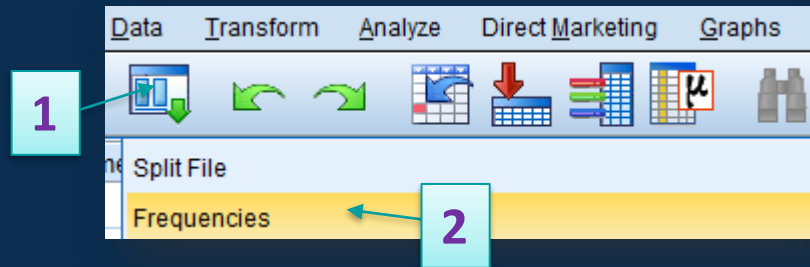 Data Transform Analyze Direct Marketing Graphs
1
μ
Split File
Frequencies
2